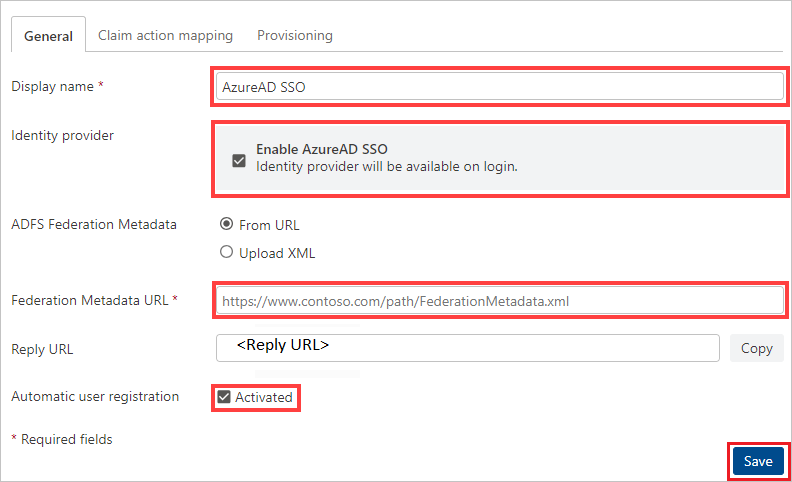 General Claim action mapping Provisioning
Display name * AzureAD SSO
Identity provider
Enable AzureAD SSO
Identity provider will be available on login.
ADFS Federation Metadata From URL
Upload XML
Federation Metadata URL * https://www.contoso.com/path/FederationMetadata.xml
Reply URL <Reply URL> Copy
Automatic user registration Activated
* Required fields
Save